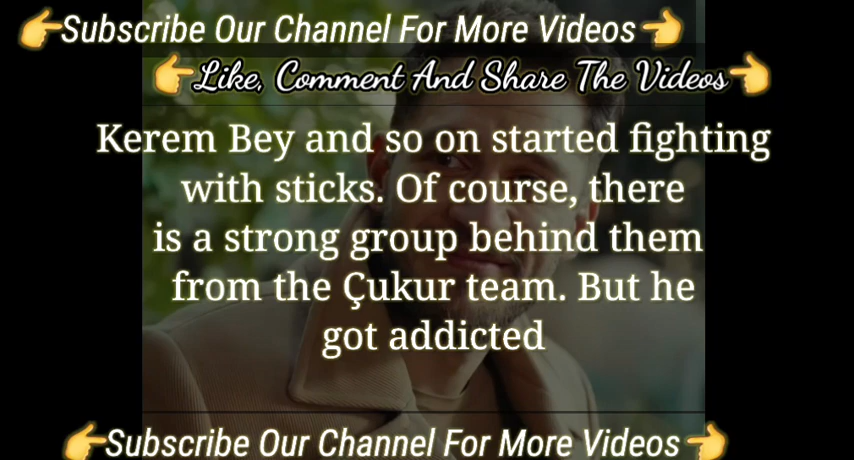 👉Subscribe Our Channel For More Videos👈
👉Like, Comment And Share The Videos👈
Kerem Bey and so on started fighting
with sticks. Of course, there
is a strong group behind them
from the Çukur team. But he
got addicted
👉Subscribe Our Channel For More Videos👈